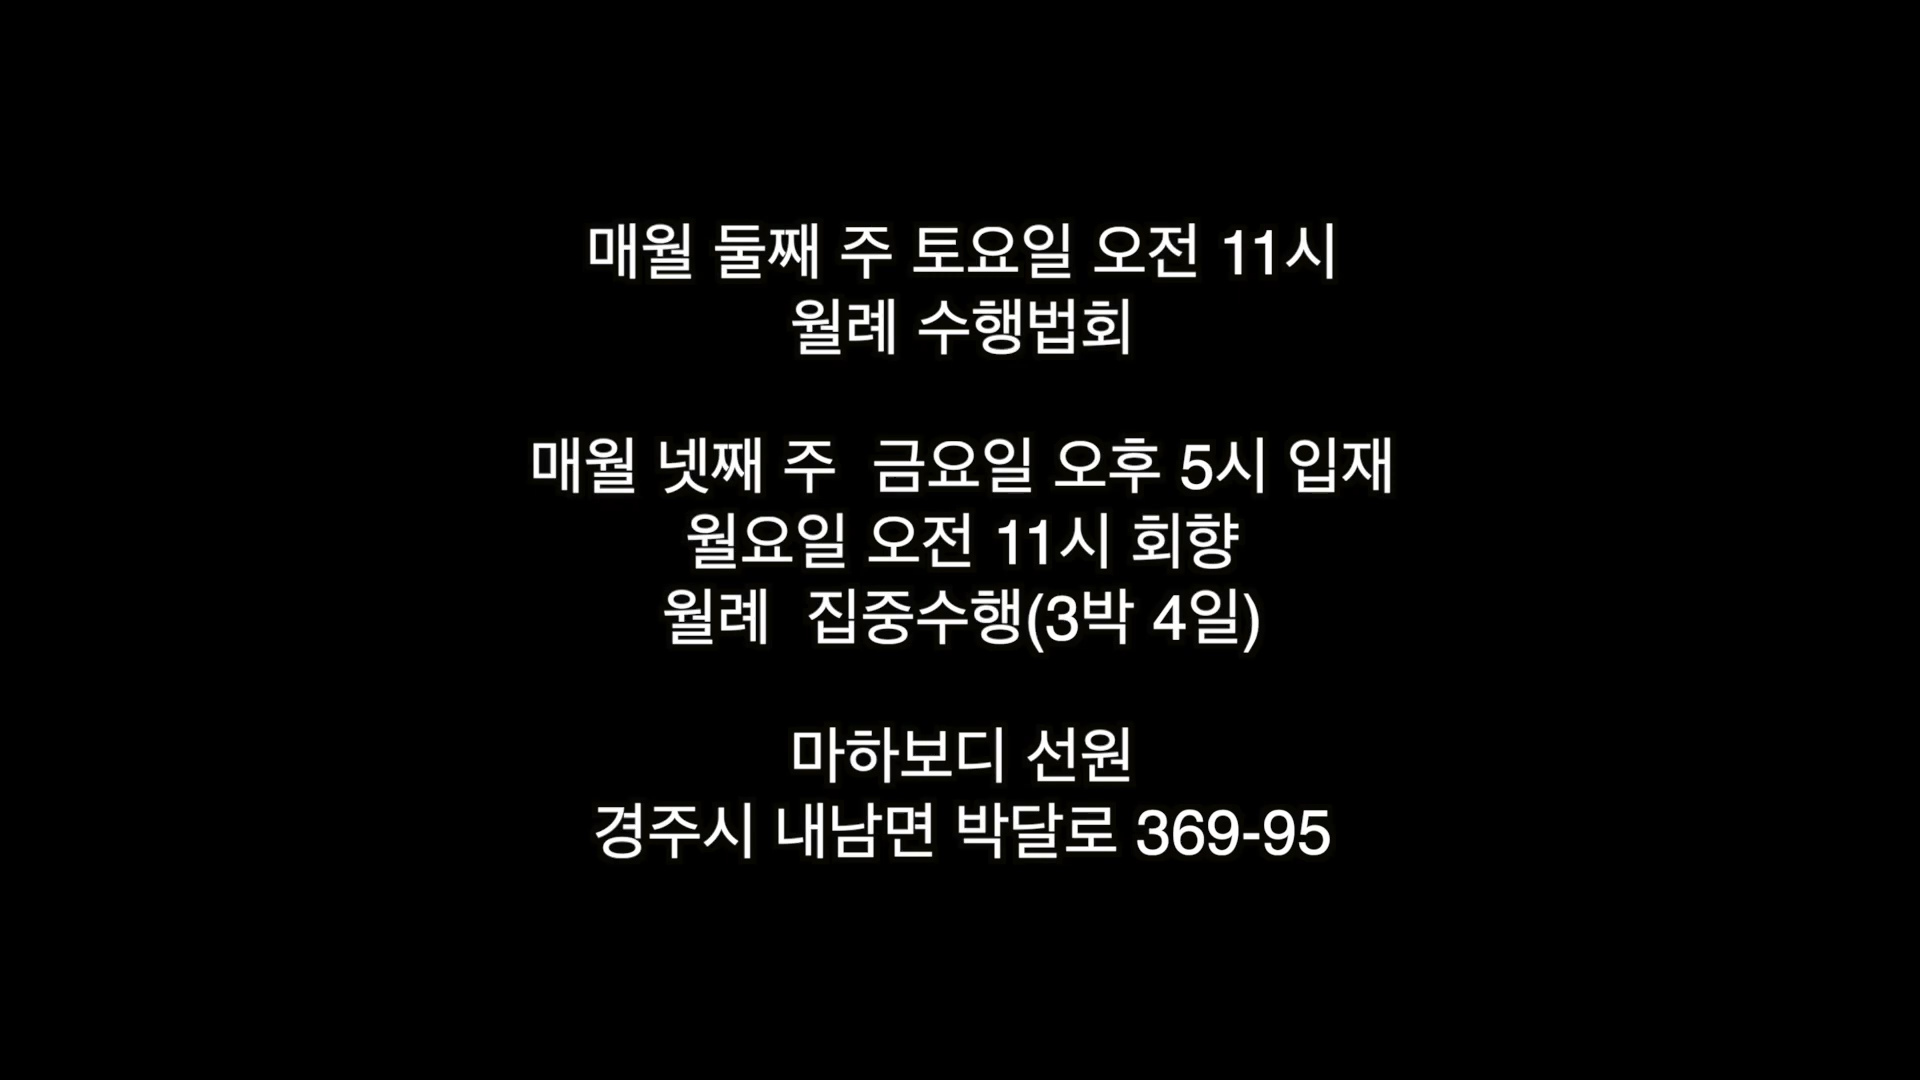 매월 둘째 주 토요일 오전 11시
월례 수행법회
매월 넷째 주  금요일 오후 5시 입재
월요일 오전 11시 회향
월례  집중수행(3박 4일)
마하보디 선원
경주시 내남면 박달로 369-95